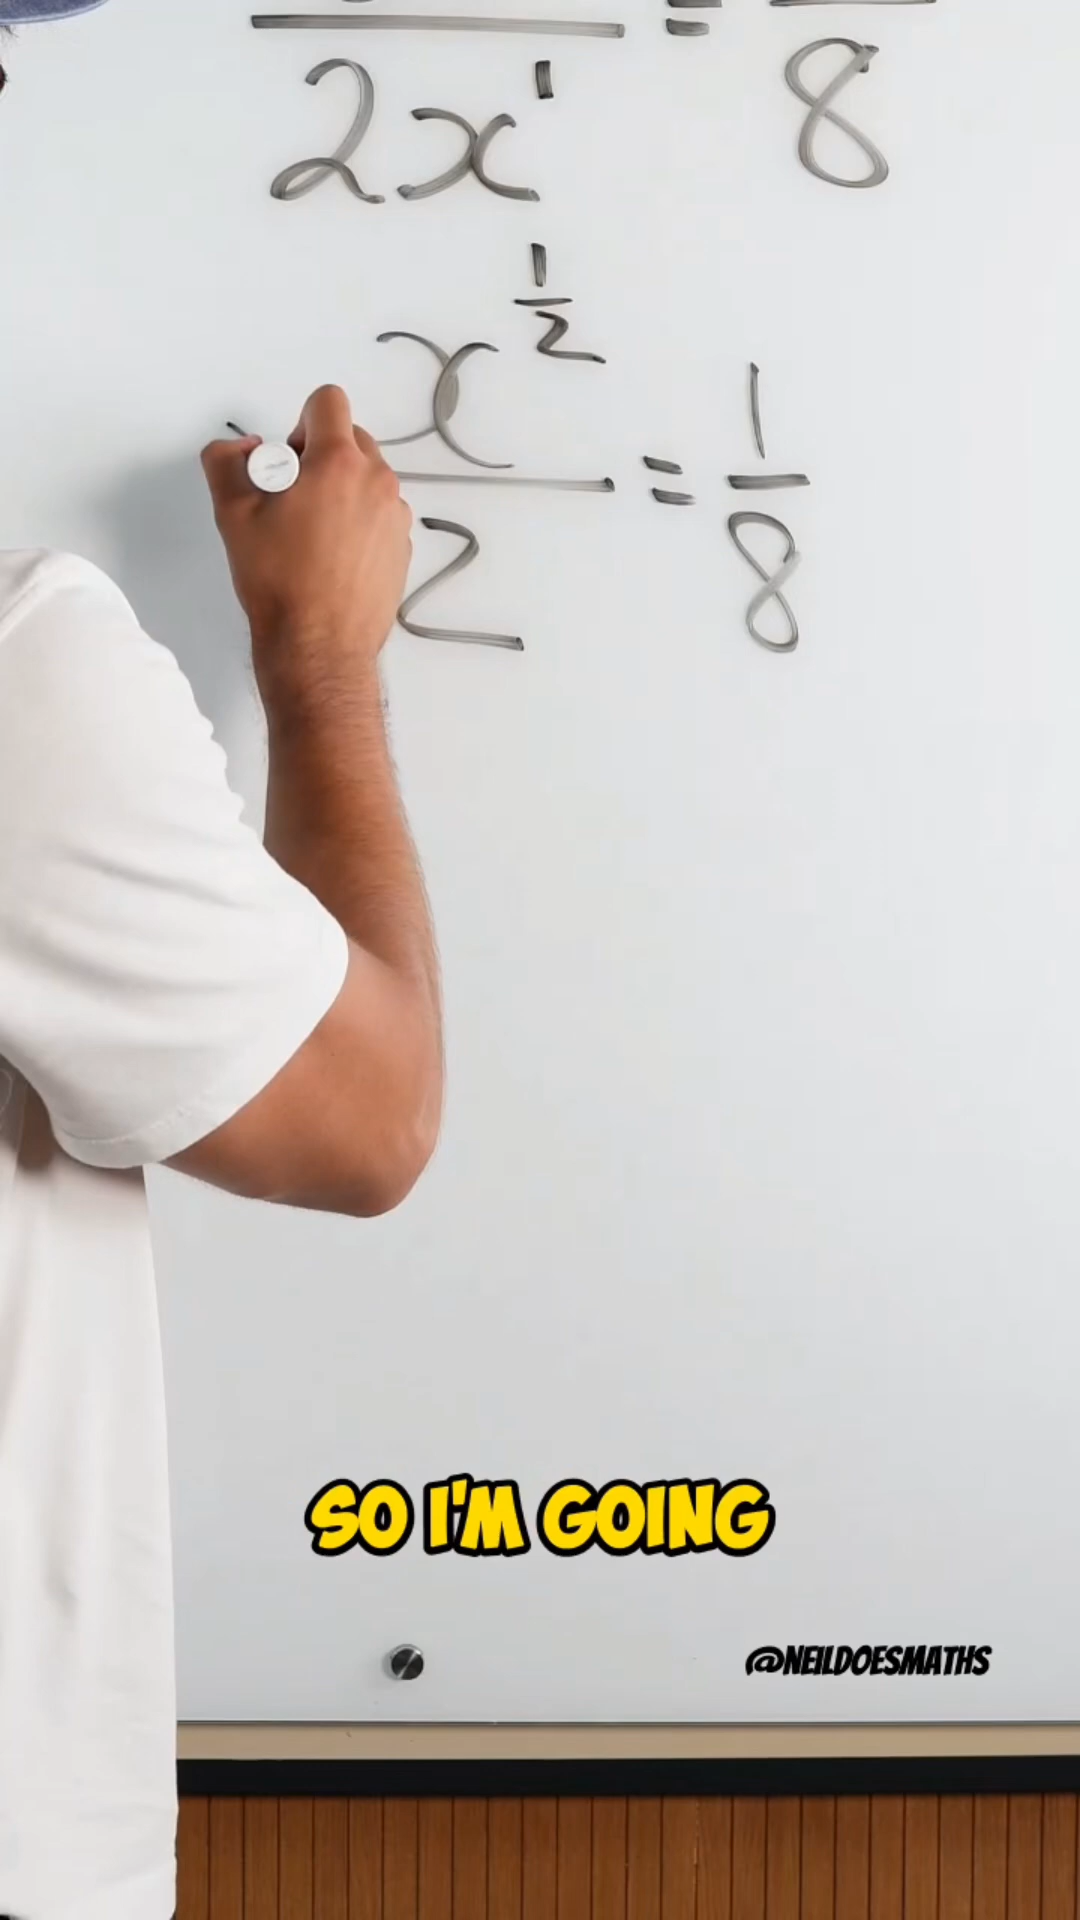 2x¹ = 8
x^(1/2)/2 = 1/8
SO I'M GOING
@NEILDOESMATHS